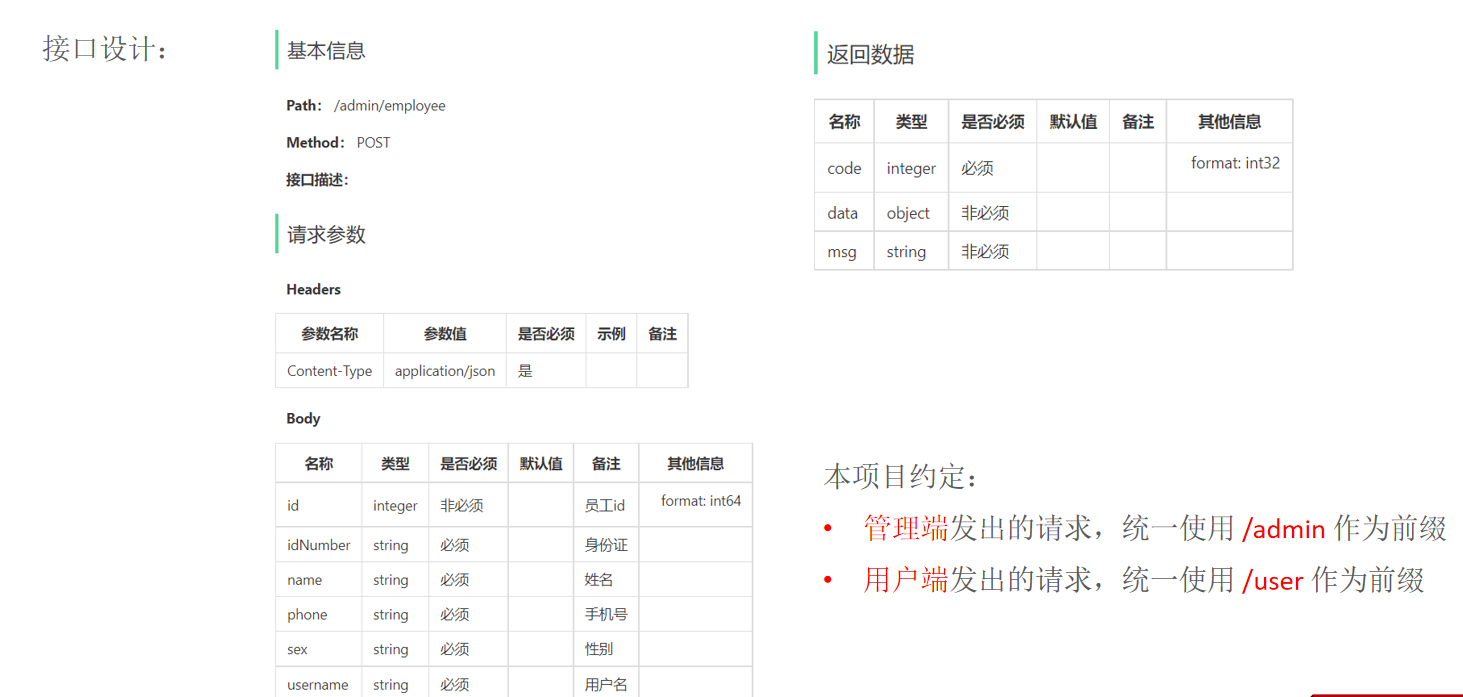 接口设计：
基本信息
Path： /admin/employee
Method： POST
接口描述：
请求参数
Headers
参数名称 参数值 是否必须 示例 备注
Content-Type application/json 是
Body
名称 类型 是否必须 默认值 备注 其他信息
id integer 非必须 员工id format: int64
idNumber string 必须 身份证
name string 必须 姓名
phone string 必须 手机号
sex string 必须 性别
username string 必须 用户名
返回数据
名称 类型 是否必须 默认值 备注 其他信息
code integer 必须 format: int32
data object 非必须
msg string 非必须
本项目约定：
• 管理端发出的请求，统一使用 /admin 作为前缀
• 用户端发出的请求，统一使用 /user 作为前缀